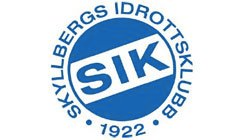 SKYLLBERGS IDROTTSKLUBB
SIK
· 1922 ·